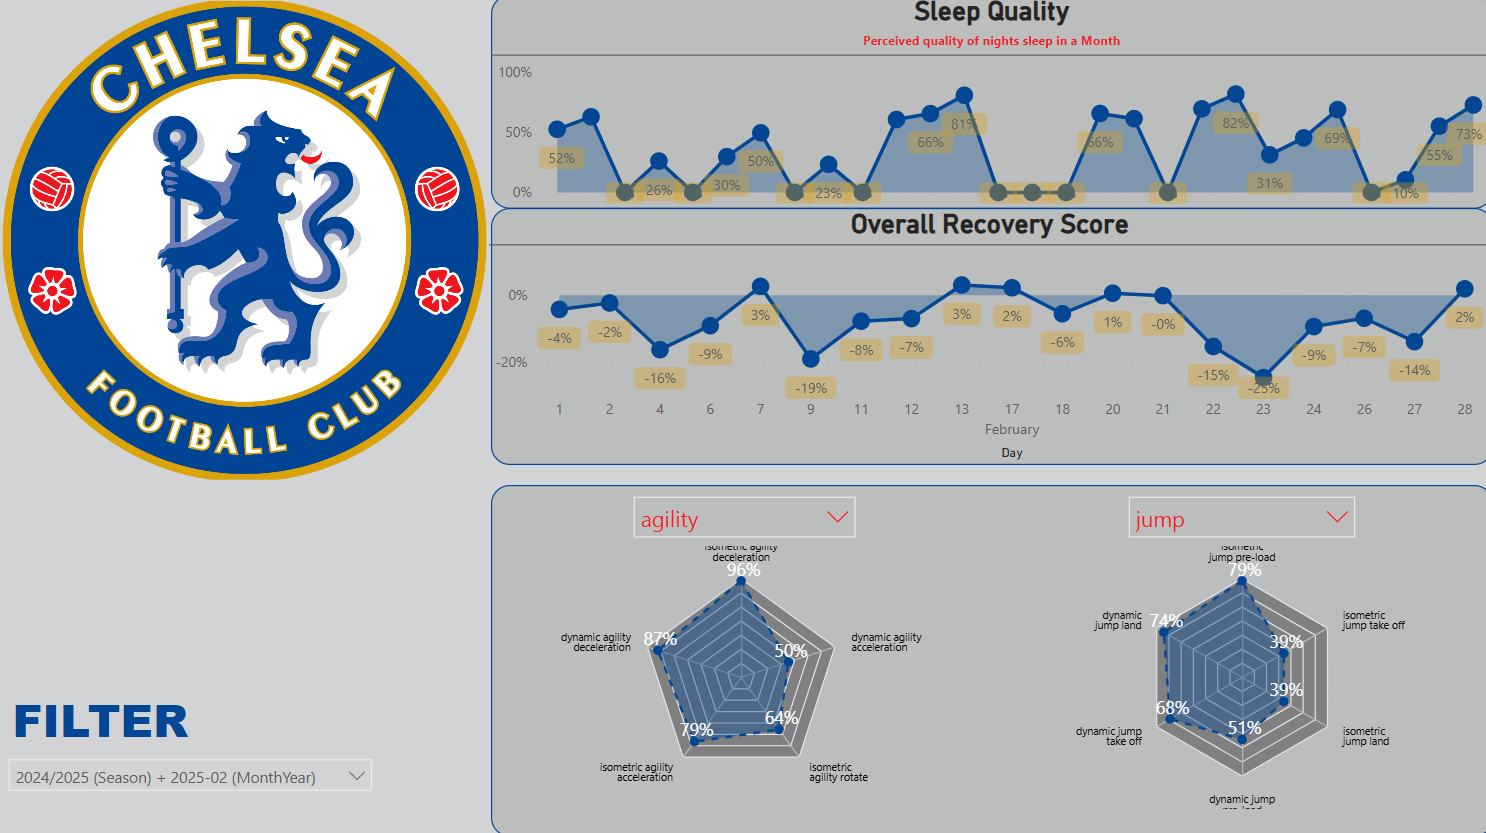 CHELSEA
FOOTBALL CLUB
FILTER
2024/2025 (Season) + 2025-02 (MonthYear)
Sleep Quality
Perceived quality of nights sleep in a Month
100%
50%
0%
52%
26%
30%
50%
23%
66%
81%
66%
82%
31%
69%
10%
55%
73%
Overall Recovery Score
0%
-20%
-4%
-2%
-16%
-9%
3%
-19%
-8%
-7%
3%
2%
-6%
1%
-0%
-15%
-25%
-9%
-7%
-14%
2%
1 2 4 6 7 9 11 12 13 17 18 20 21 22 23 24 26 27 28
February
Day
agility
isometric agility
deceleration
96%
dynamic agility
deceleration
87%
50%
dynamic agility
acceleration
79%
64%
isometric agility
acceleration
isometric
agility rotate
jump
isometric
jump pre-load
79%
dynamic
jump land
74%
39%
isometric
jump take off
68%
39%
dynamic jump
take off
isometric
jump land
51%
dynamic jump
pre-load